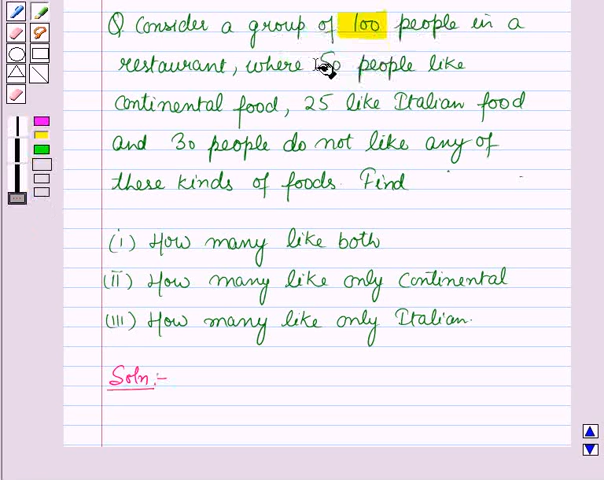 Q Consider a group of 100 people in a
restaurant, where 50 people like
continental food, 25 like Italian food
and 30 people do not like any of
these kinds of foods. Find
(i) How many like both
(ii) How many like only Continental
(iii) How many like only Italian.
Soln:-